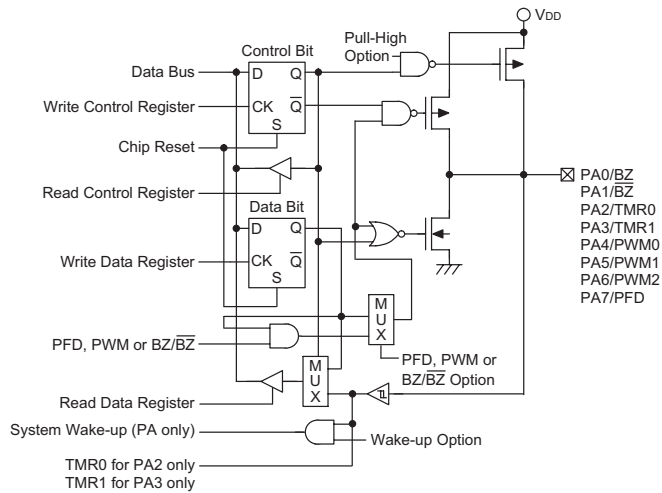 VDD
Pull-High
Option
Control Bit
Data Bus
D Q
Write Control Register
CK Q̅
S
Chip Reset
Read Control Register
Data Bit
D Q
Write Data Register
CK Q̅
S
PA0/BZ
PA1/B̅Z̅
PA2/TMR0
PA3/TMR1
PA4/PWM0
PA5/PWM1
PA6/PWM2
PA7/PFD
M
U
X
PFD, PWM or BZ/B̅Z̅
PFD, PWM or
BZ/B̅Z̅ Option
M
U
X
Read Data Register
System Wake-up (PA only)
Wake-up Option
TMR0 for PA2 only
TMR1 for PA3 only